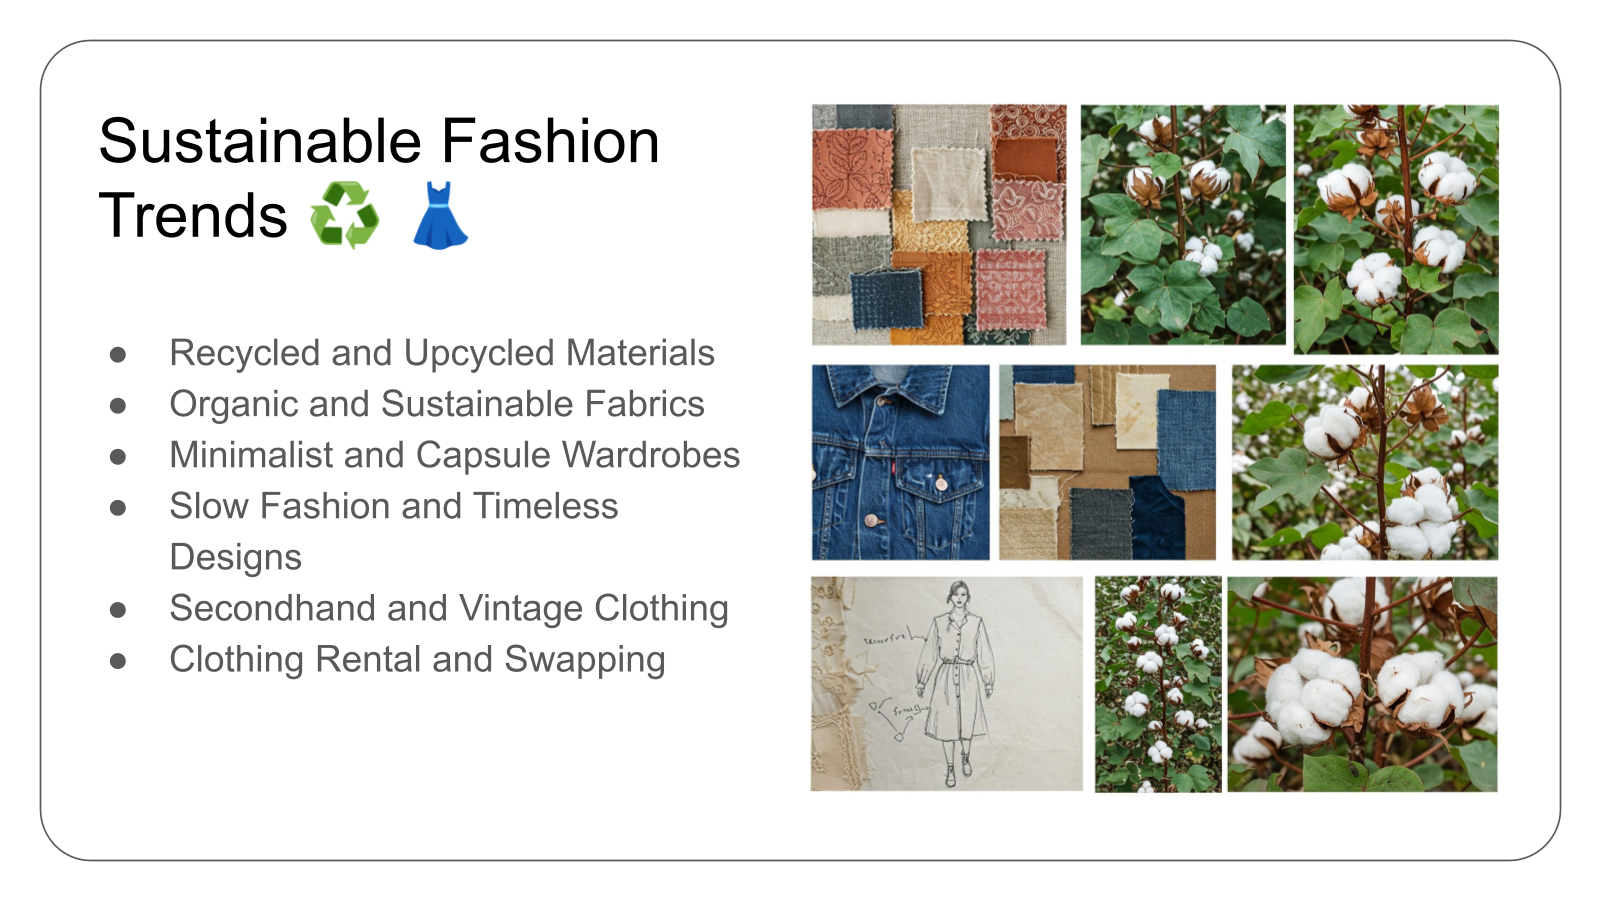 Sustainable Fashion
Trends ♻️ 👗
● Recycled and Upcycled Materials
● Organic and Sustainable Fabrics
● Minimalist and Capsule Wardrobes
● Slow Fashion and Timeless
Designs
● Secondhand and Vintage Clothing
● Clothing Rental and Swapping